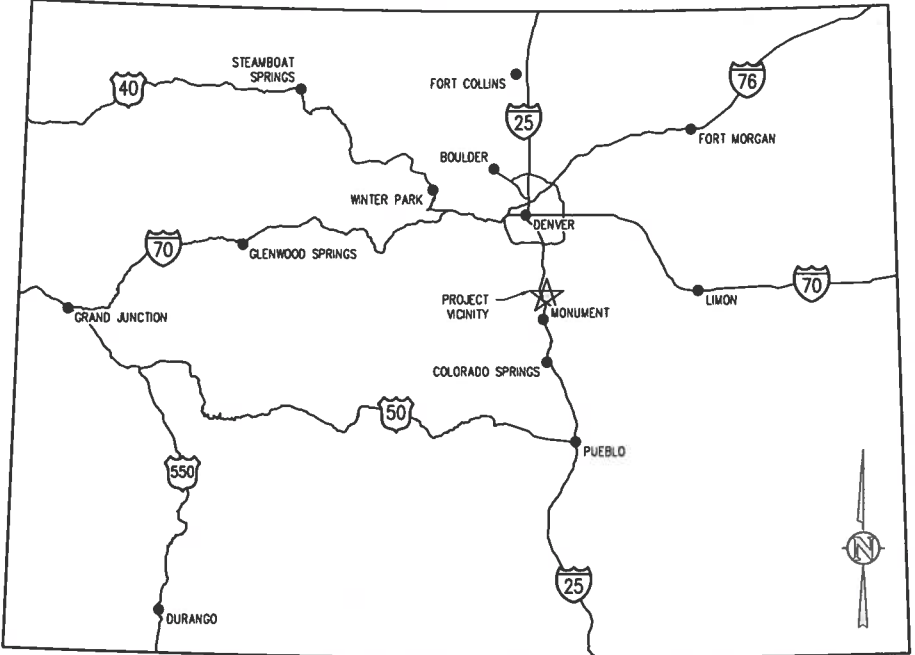 STEAMBOAT
SPRINGS
40
FORT COLLINS
76
25
FORT MORGAN
BOULDER
WINTER PARK
DENVER
70
GLENWOOD SPRINGS
PROJECT
VICINITY
70
LIMON
GRAND JUNCTION
MONUMENT
COLORADO SPRINGS
50
PUEBLO
550
N
25
DURANGO